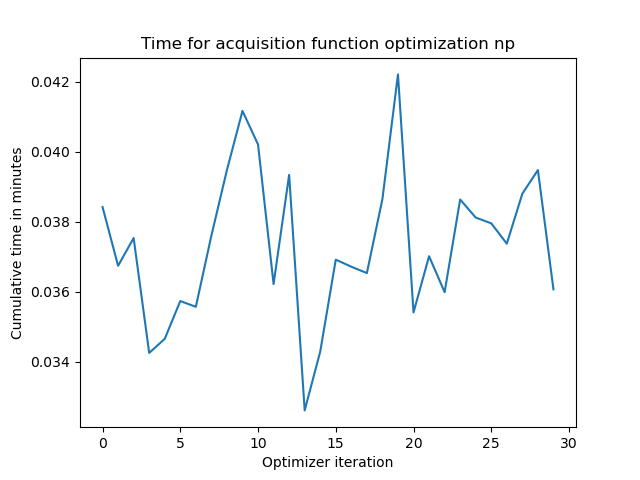 Time for acquisition function optimization np
Cumulative time in minutes
0.042
0.040
0.038
0.036
0.034
0 5 10 15 20 25 30
Optimizer iteration